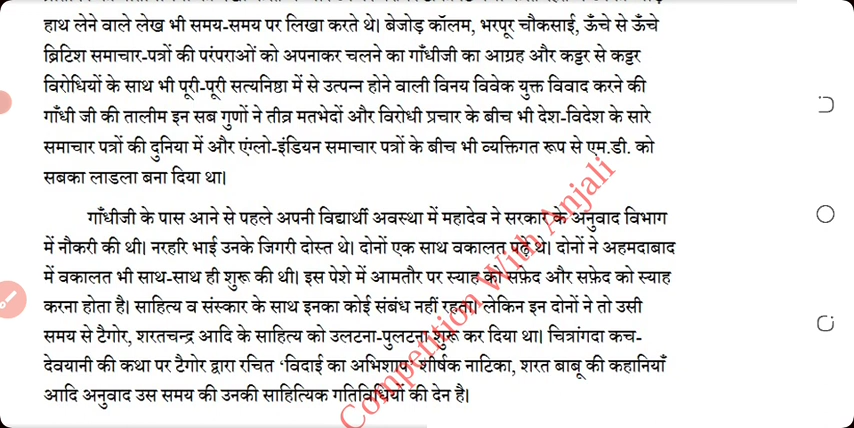 हाथ लेने वाले लेख भी समय-समय पर लिखा करते थे। बेजोड़ कॉलम, भरपूर चौकसाई, ऊँचे से ऊँचे
ब्रिटिश समाचार-पत्रों की परंपराओं को अपनाकर चलने का गाँधीजी का आग्रह और कट्टर से कट्टर
विरोधियों के साथ भी पूरी-पूरी सत्यनिष्ठा में से उत्पन्न होने वाली विनय विवेक युक्त विवाद करने की
गाँधी जी की तालीम इन सब गुणों ने तीव्र मतभेदों और विरोधी प्रचार के बीच भी देश-विदेश के सारे
समाचार पत्रों की दुनिया में और एंग्लो-इंडियन समाचार पत्रों के बीच भी व्यक्तिगत रूप से एम.डी. को
सबका लाडला बना दिया था।
गाँधीजी के पास आने से पहले अपनी विद्यार्थी अवस्था में महादेव ने सरकार के अनुवाद विभाग
में नौकरी की थी। नरहरि भाई उनके जिगरी दोस्त थे। दोनों एक साथ वकालत पढ़े थे। दोनों ने अहमदाबाद
में वकालत भी साथ-साथ ही शुरू की थी। इस पेशे में आमतौर पर स्याह को सफ़ेद और सफ़ेद को स्याह
करना होता है। साहित्य व संस्कार के साथ इनका कोई संबंध नहीं रहता। लेकिन इन दोनों ने तो उसी
समय से टैगोर, शरतचन्द्र आदि के साहित्य को उलटना-पुलटना शुरू कर दिया था। चित्रांगदा कच-
देवयानी की कथा पर टैगोर द्वारा रचित 'विदाई का अभिशाप' शीर्षक नाटिका, शरत बाबू की कहानियाँ
आदि अनुवाद उस समय की उनकी साहित्यिक गतिविधियों की देन है।
Competition With Anjali